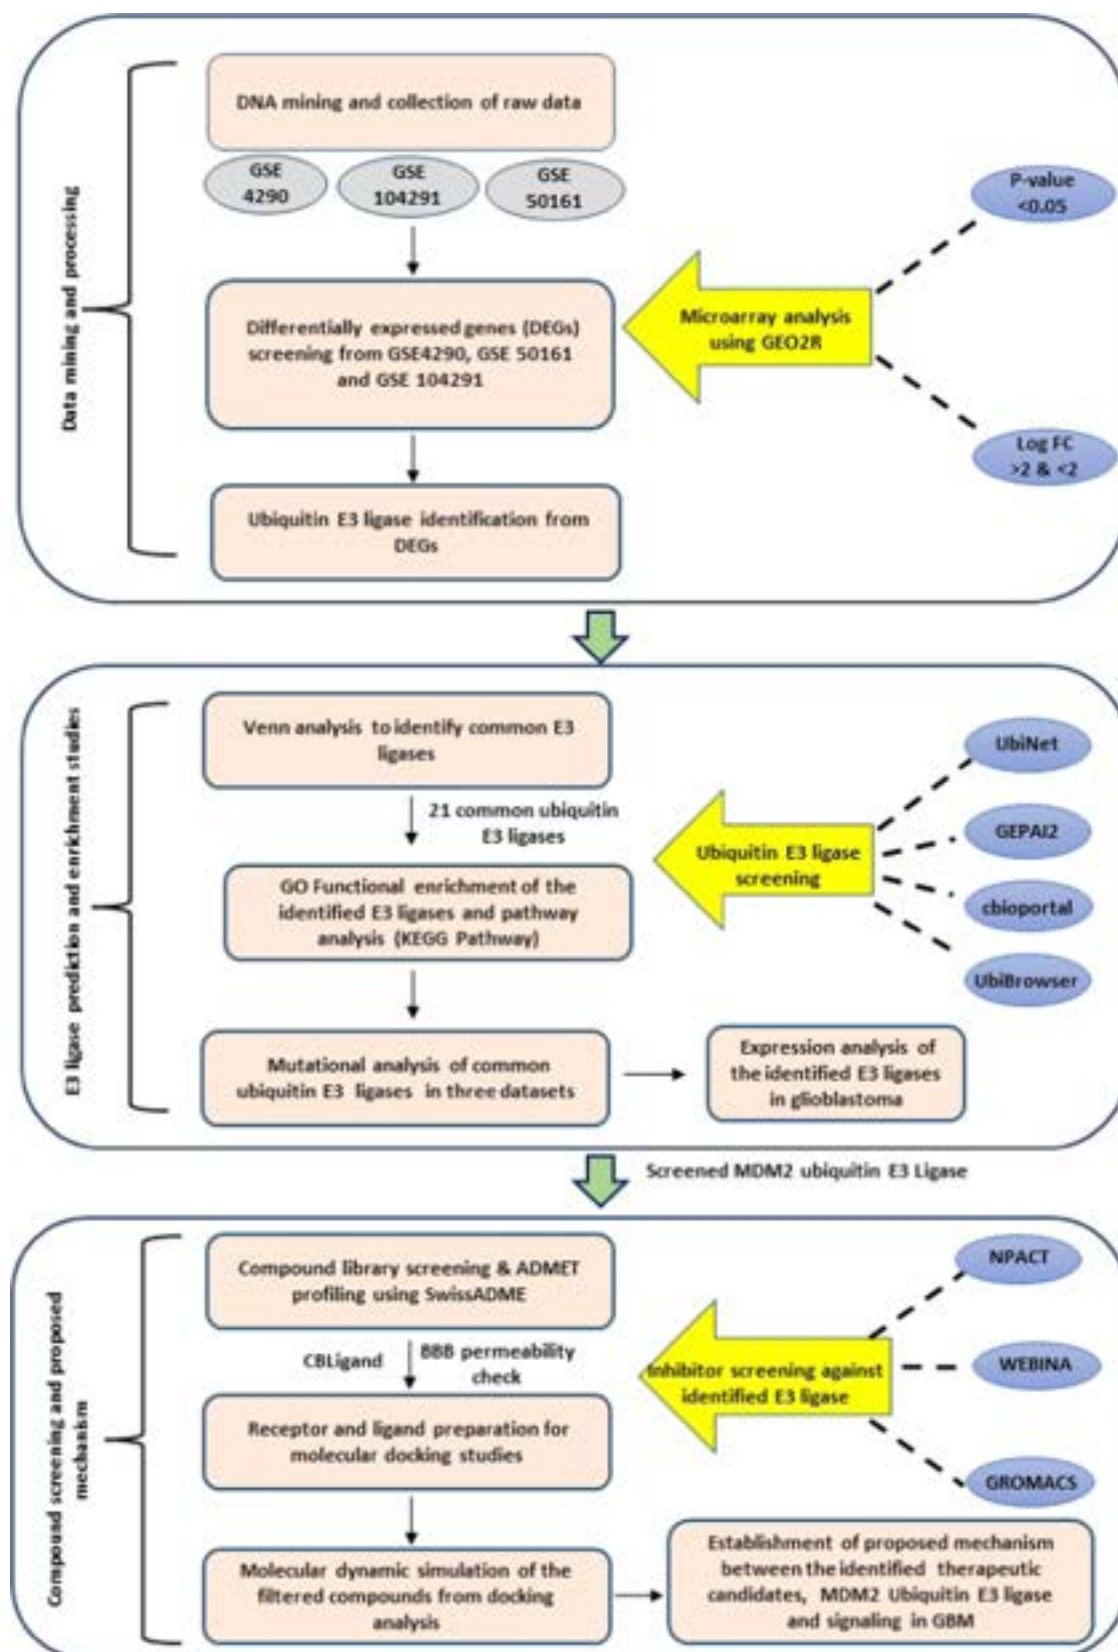 Data mining and processing
DNA mining and collection of raw data
GSE
4290
GSE
104291
GSE
50161
Differentially expressed genes (DEGs)
screening from GSE4290, GSE 50161
and GSE 104291
Ubiquitin E3 ligase identification from
DEGs
Microarray analysis
using GEO2R
P-value
<0.05
Log FC
>2 & <2
E3 ligase prediction and enrichment studies
Venn analysis to identify common E3
ligases
21 common ubiquitin
E3 ligases
GO Functional enrichment of the
identified E3 ligases and pathway
analysis (KEGG Pathway)
Mutational analysis of common
ubiquitin E3 ligases in three datasets
Expression analysis of
the identified E3 ligases
in glioblastoma
Ubiquitin E3 ligase
screening
UbiNet
GEPAI2
cbioportal
UbiBrowser
Screened MDM2 ubiquitin E3 Ligase
Compound screening and proposed
mechanism
Compound library screening & ADMET
profiling using SwissADME
CBLigand
BBB permeability
check
Receptor and ligand preparation for
molecular docking studies
Molecular dynamic simulation of the
filtered compounds from docking
analysis
Inhibitor screening against
identified E3 ligase
NPACT
WEBINA
GROMACS
Establishment of proposed mechanism
between the identified therapeutic
candidates, MDM2 Ubiquitin E3 ligase
and signaling in GBM